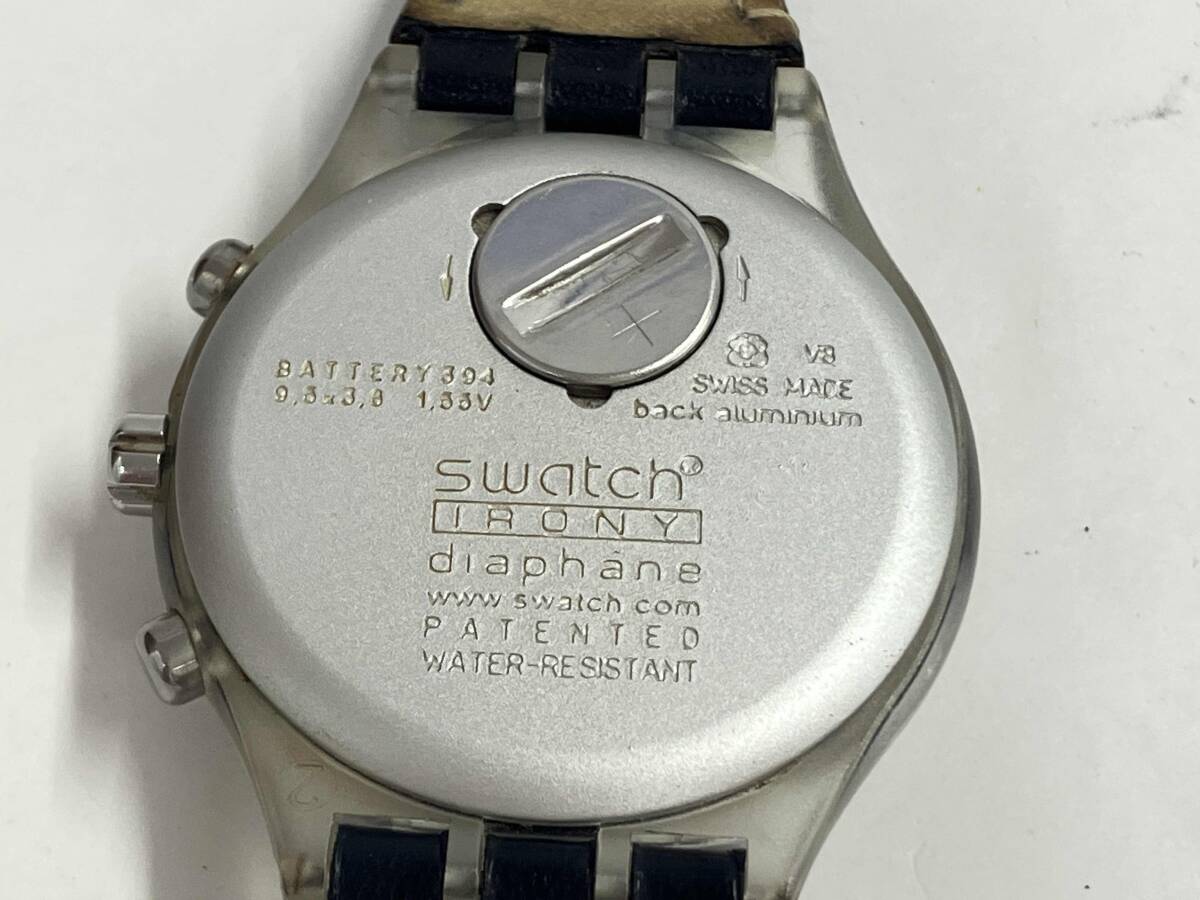 BATTERY 394
9,5x3,6 1,55V
V8
SWISS MADE
back aluminium
swatch
IRONY
diaphane
www swatch com
PATENTED
WATER-RESISTANT
+
2